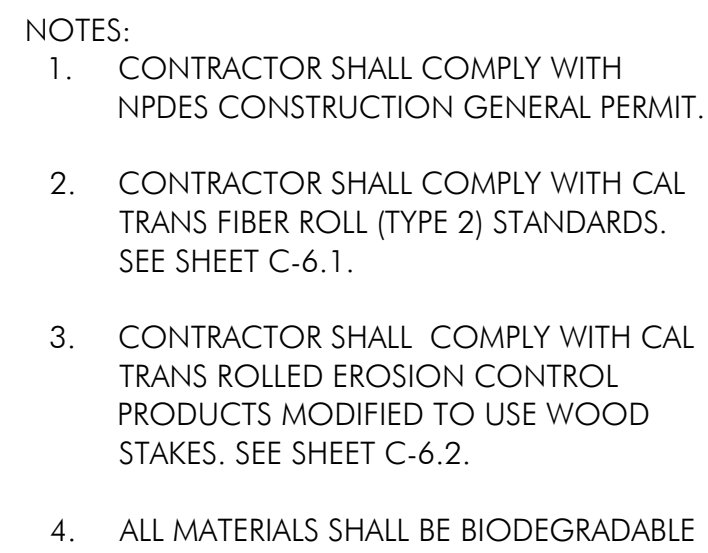 NOTES:
1. CONTRACTOR SHALL COMPLY WITH
NPDES CONSTRUCTION GENERAL PERMIT.
2. CONTRACTOR SHALL COMPLY WITH CAL
TRANS FIBER ROLL (TYPE 2) STANDARDS.
SEE SHEET C-6.1.
3. CONTRACTOR SHALL COMPLY WITH CAL
TRANS ROLLED EROSION CONTROL
PRODUCTS MODIFIED TO USE WOOD
STAKES. SEE SHEET C-6.2.
4. ALL MATERIALS SHALL BE BIODEGRADABLE